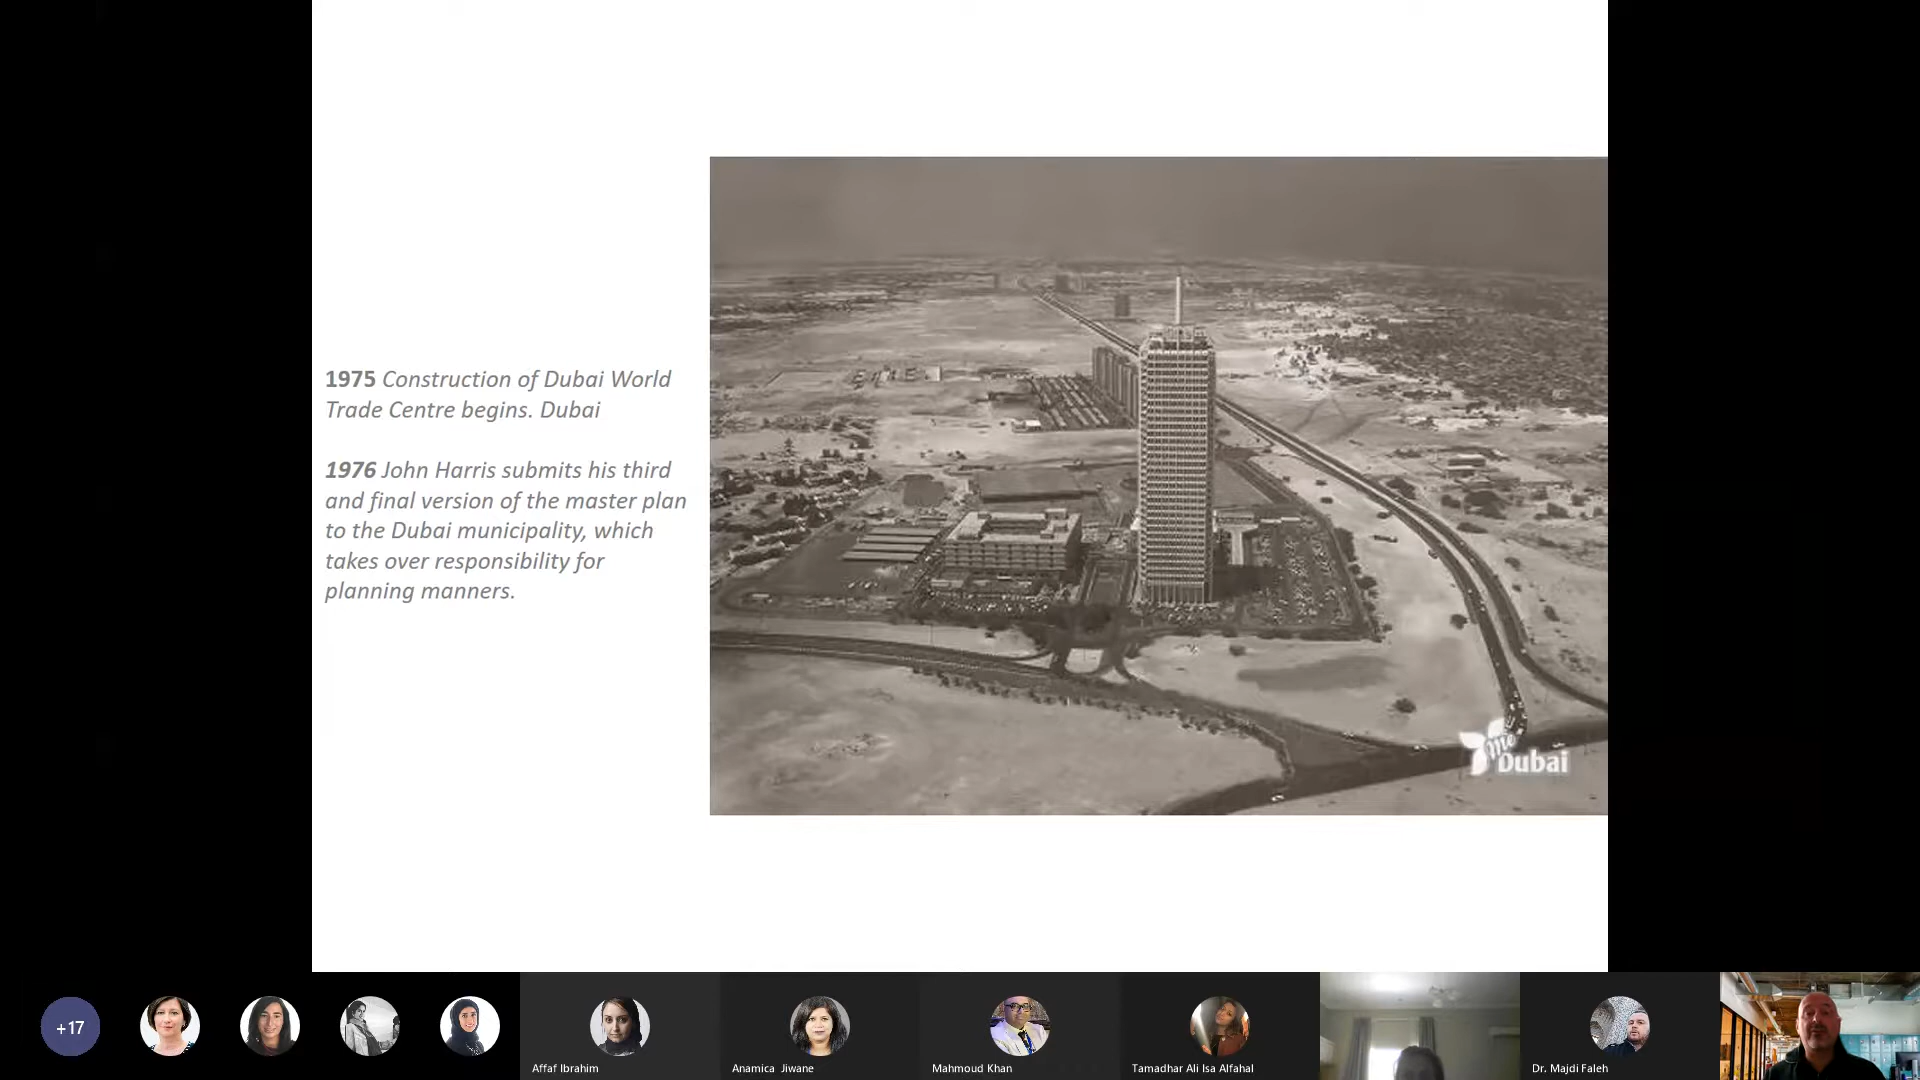 1975 Construction of Dubai World
Trade Centre begins. Dubai
1976 John Harris submits his third
and final version of the master plan
to the Dubai municipality, which
takes over responsibility for
planning manners.
Me
Dubai
+17
Affaf Ibrahim
Anamica Jiwane
Mahmoud Khan
Tamadhar Ali Isa Alfahal
Dr. Majdi Faleh